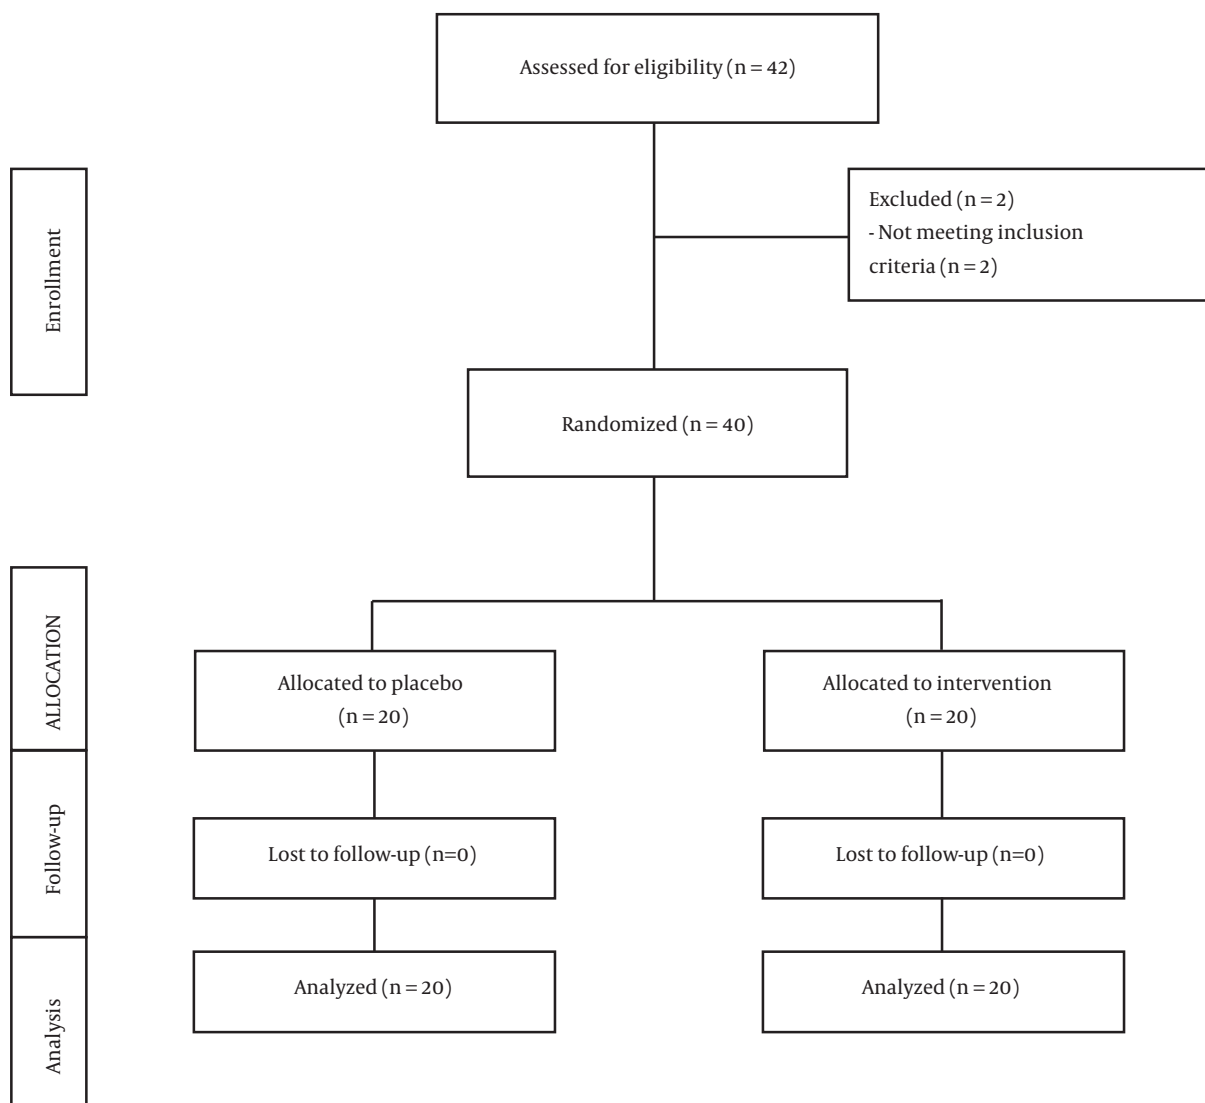 Assessed for eligibility (n = 42)
Enrollment
Excluded (n = 2)
- Not meeting inclusion
criteria (n = 2)
Randomized (n = 40)
ALLOCATION
Allocated to placebo
(n = 20)
Allocated to intervention
(n = 20)
Follow-up
Lost to follow-up (n=0)
Lost to follow-up (n=0)
Analysis
Analyzed (n = 20)
Analyzed (n = 20)